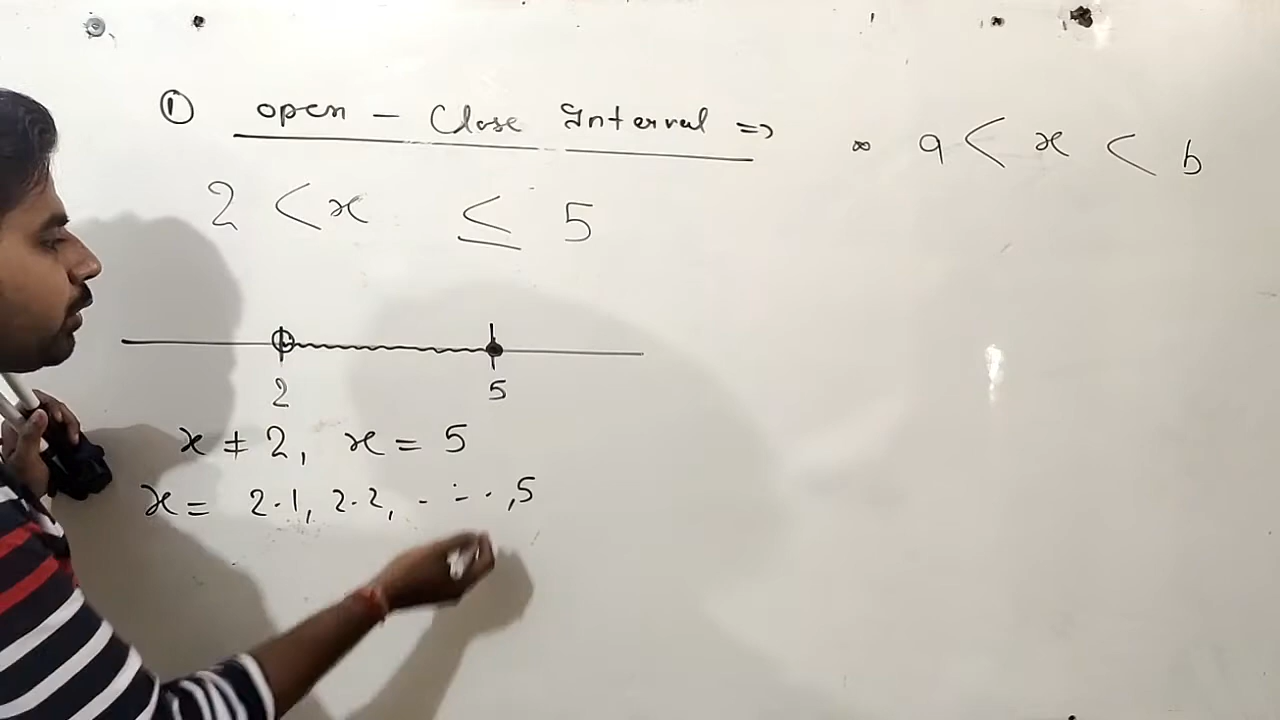 ① open - Close Interval ⇒
2 < x ≤ 5
2 5
x ≠ 2, x = 5
x = 2.1, 2.2, - - - ., 5
∞ a < x < b